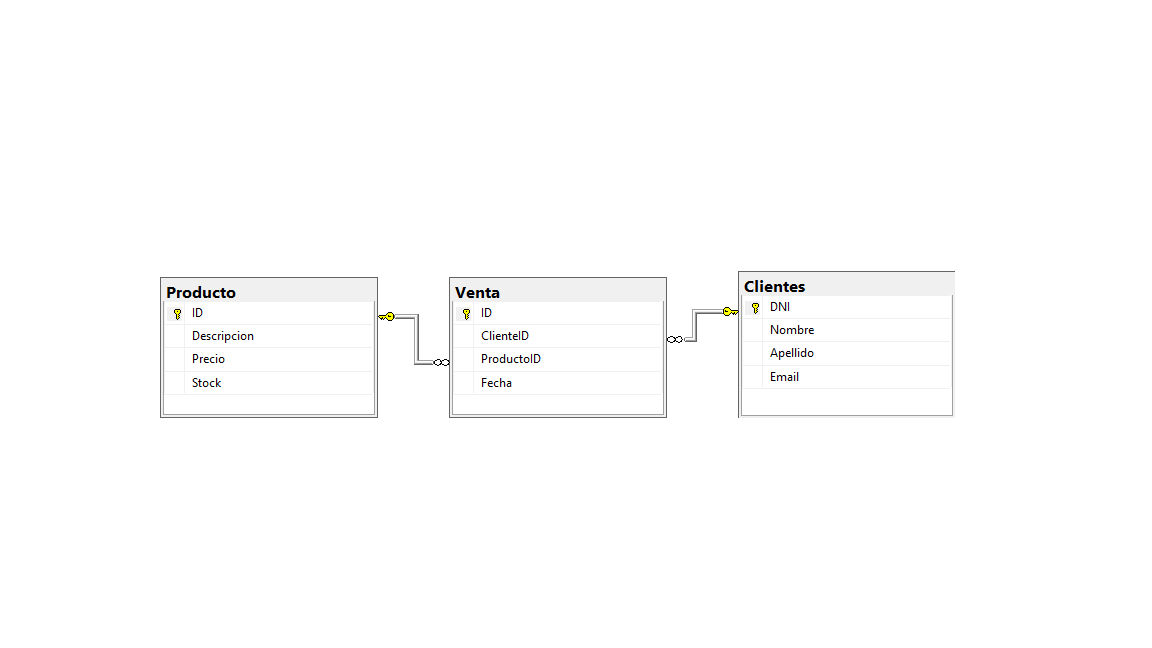 Producto
ID
Descripcion
Precio
Stock
Venta
ID
ClienteID
ProductoID
Fecha
Clientes
DNI
Nombre
Apellido
Email